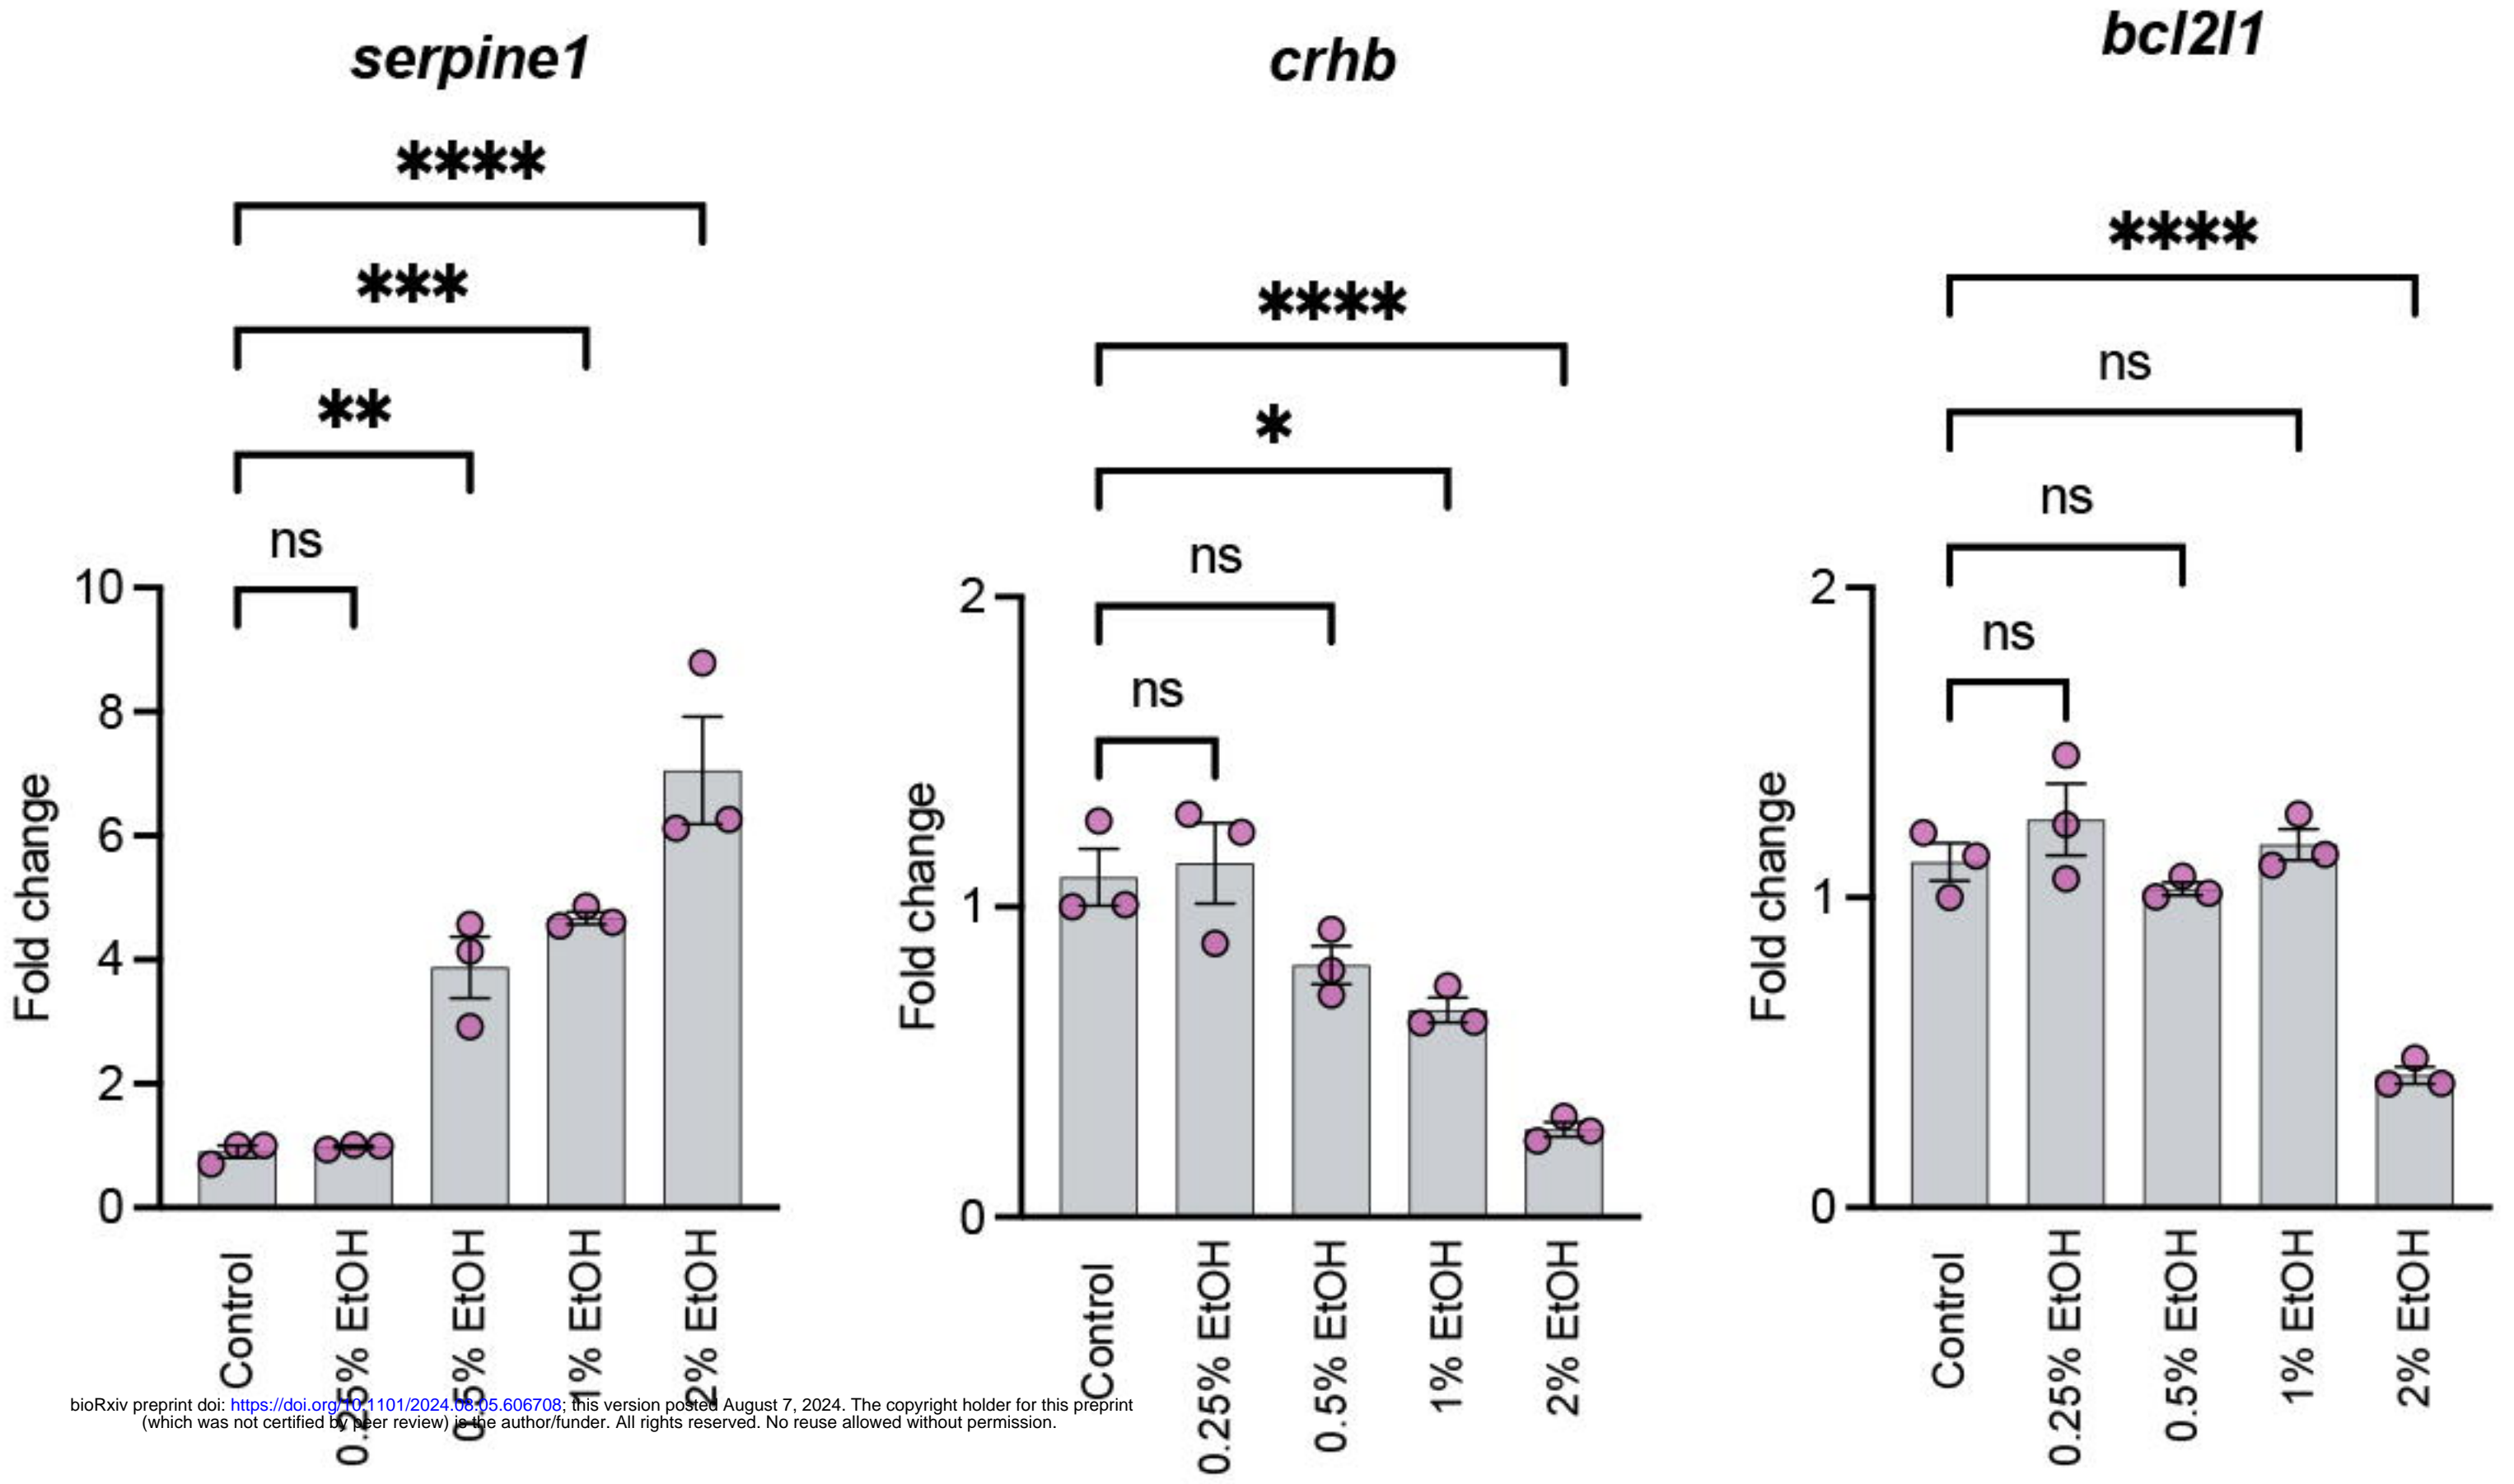 serpine1
****
***
**
ns
10
8
6
4
2
0
Fold change
Control
0.25% EtOH
0.5% EtOH
1% EtOH
2% EtOH
crhb
****
*
ns
ns
2
1
0
Fold change
Control
0.25% EtOH
0.5% EtOH
1% EtOH
2% EtOH
bcl2l1
****
ns
ns
ns
2
1
0
Fold change
Control
0.25% EtOH
0.5% EtOH
1% EtOH
2% EtOH
bioRxiv preprint doi: https://doi.org/10.1101/2024.08.05.606708; this version posted August 7, 2024. The copyright holder for this preprint
(which was not certified by peer review) is the author/funder. All rights reserved. No reuse allowed without permission.